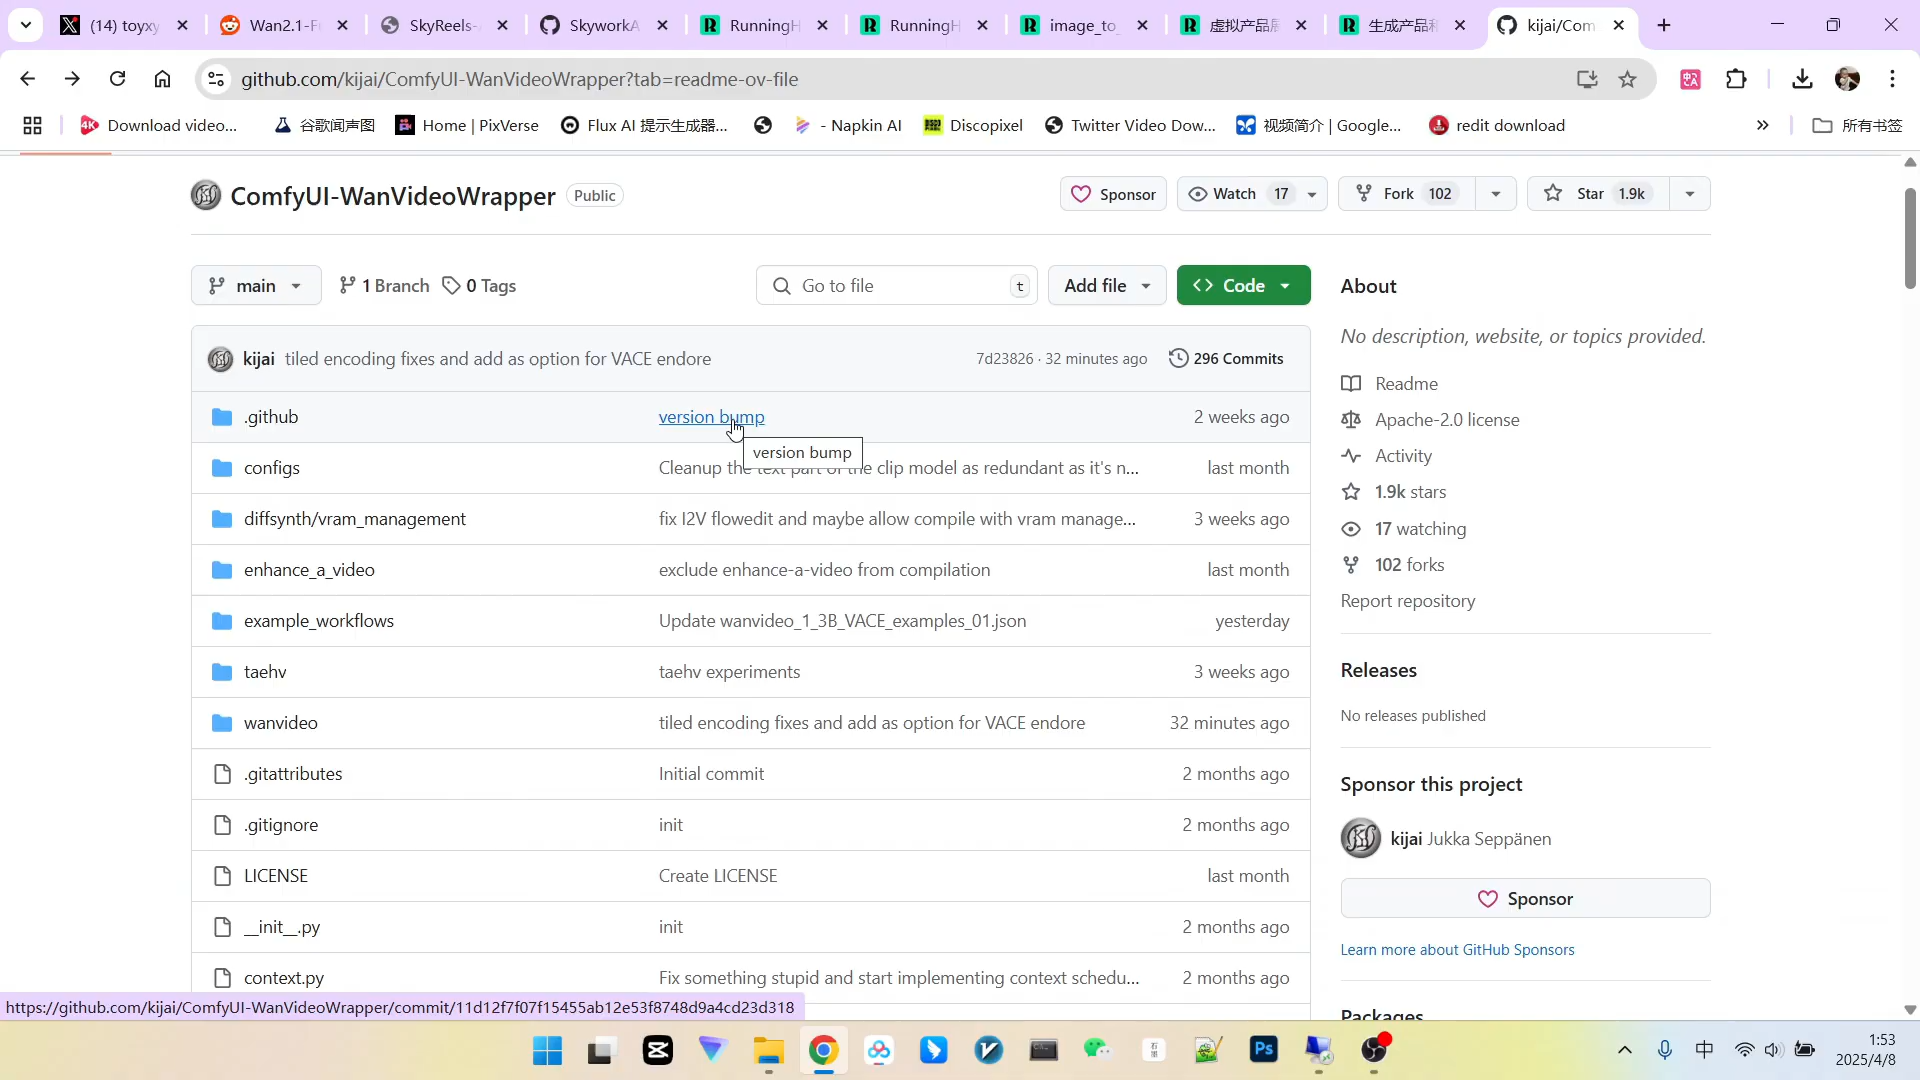 (14) toyxy
Wan2.1-F
SkyReels-
SkyworkA
RunningH
RunningH
image_to_
虚拟产品
生成产品
kijai/Com
github.com/kijai/ComfyUI-WanVideoWrapper?tab=readme-ov-file
Download video...
谷歌闻声图
Home | PixVerse
Flux AI 提示生成器...
- Napkin AI
Discopixel
Twitter Video Dow...
视频简介 | Google...
redit download
所有书签
ComfyUI-WanVideoWrapper Public
Sponsor
Watch 17
Fork 102
Star 1.9k
main
1 Branch
0 Tags
Go to file t
Add file
Code
About
No description, website, or topics provided.
kijai tiled encoding fixes and add as option for VACE endore 7d23826 · 32 minutes ago 296 Commits
.github version bump 2 weeks ago
version bump
configs Cleanup the text part of the clip model as redundant as it's n... last month
diffsynth/vram_management fix I2V flowedit and maybe allow compile with vram manage... 3 weeks ago
enhance_a_video exclude enhance-a-video from compilation last month
example_workflows Update wanvideo_1_3B_VACE_examples_01.json yesterday
taehv taehv experiments 3 weeks ago
wanvideo tiled encoding fixes and add as option for VACE endore 32 minutes ago
.gitattributes Initial commit 2 months ago
.gitignore init 2 months ago
LICENSE Create LICENSE last month
__init__.py init 2 months ago
context.py Fix something stupid and start implementing context schedu... 2 months ago
Readme
Apache-2.0 license
Activity
1.9k stars
17 watching
102 forks
Report repository
Releases
No releases published
Sponsor this project
kijai Jukka Seppänen
Sponsor
Learn more about GitHub Sponsors
Packages
https://github.com/kijai/ComfyUI-WanVideoWrapper/commit/11d12f7f07f15455ab12e53f8748d9a4cd23d318
Ps
中
1:53
2025/4/8